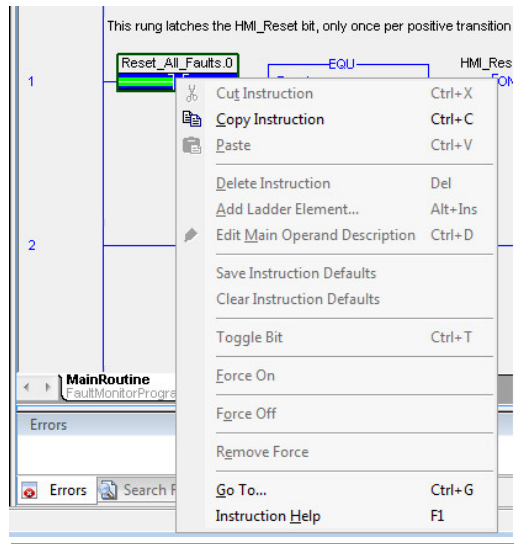 This rung latches the HMI_Reset bit, only once per positive transition
Reset_All_Faults.0
EQU
HMI_Res
ON
1
Cut Instruction Ctrl+X
Copy Instruction Ctrl+C
Paste Ctrl+V
Delete Instruction Del
Add Ladder Element... Alt+Ins
Edit Main Operand Description Ctrl+D
2
Save Instruction Defaults
Clear Instruction Defaults
Toggle Bit Ctrl+T
Force On
MainRoutine
FaultMonitorProgra
Force Off
Errors
Remove Force
Errors
Search F
Go To... Ctrl+G
Instruction Help F1